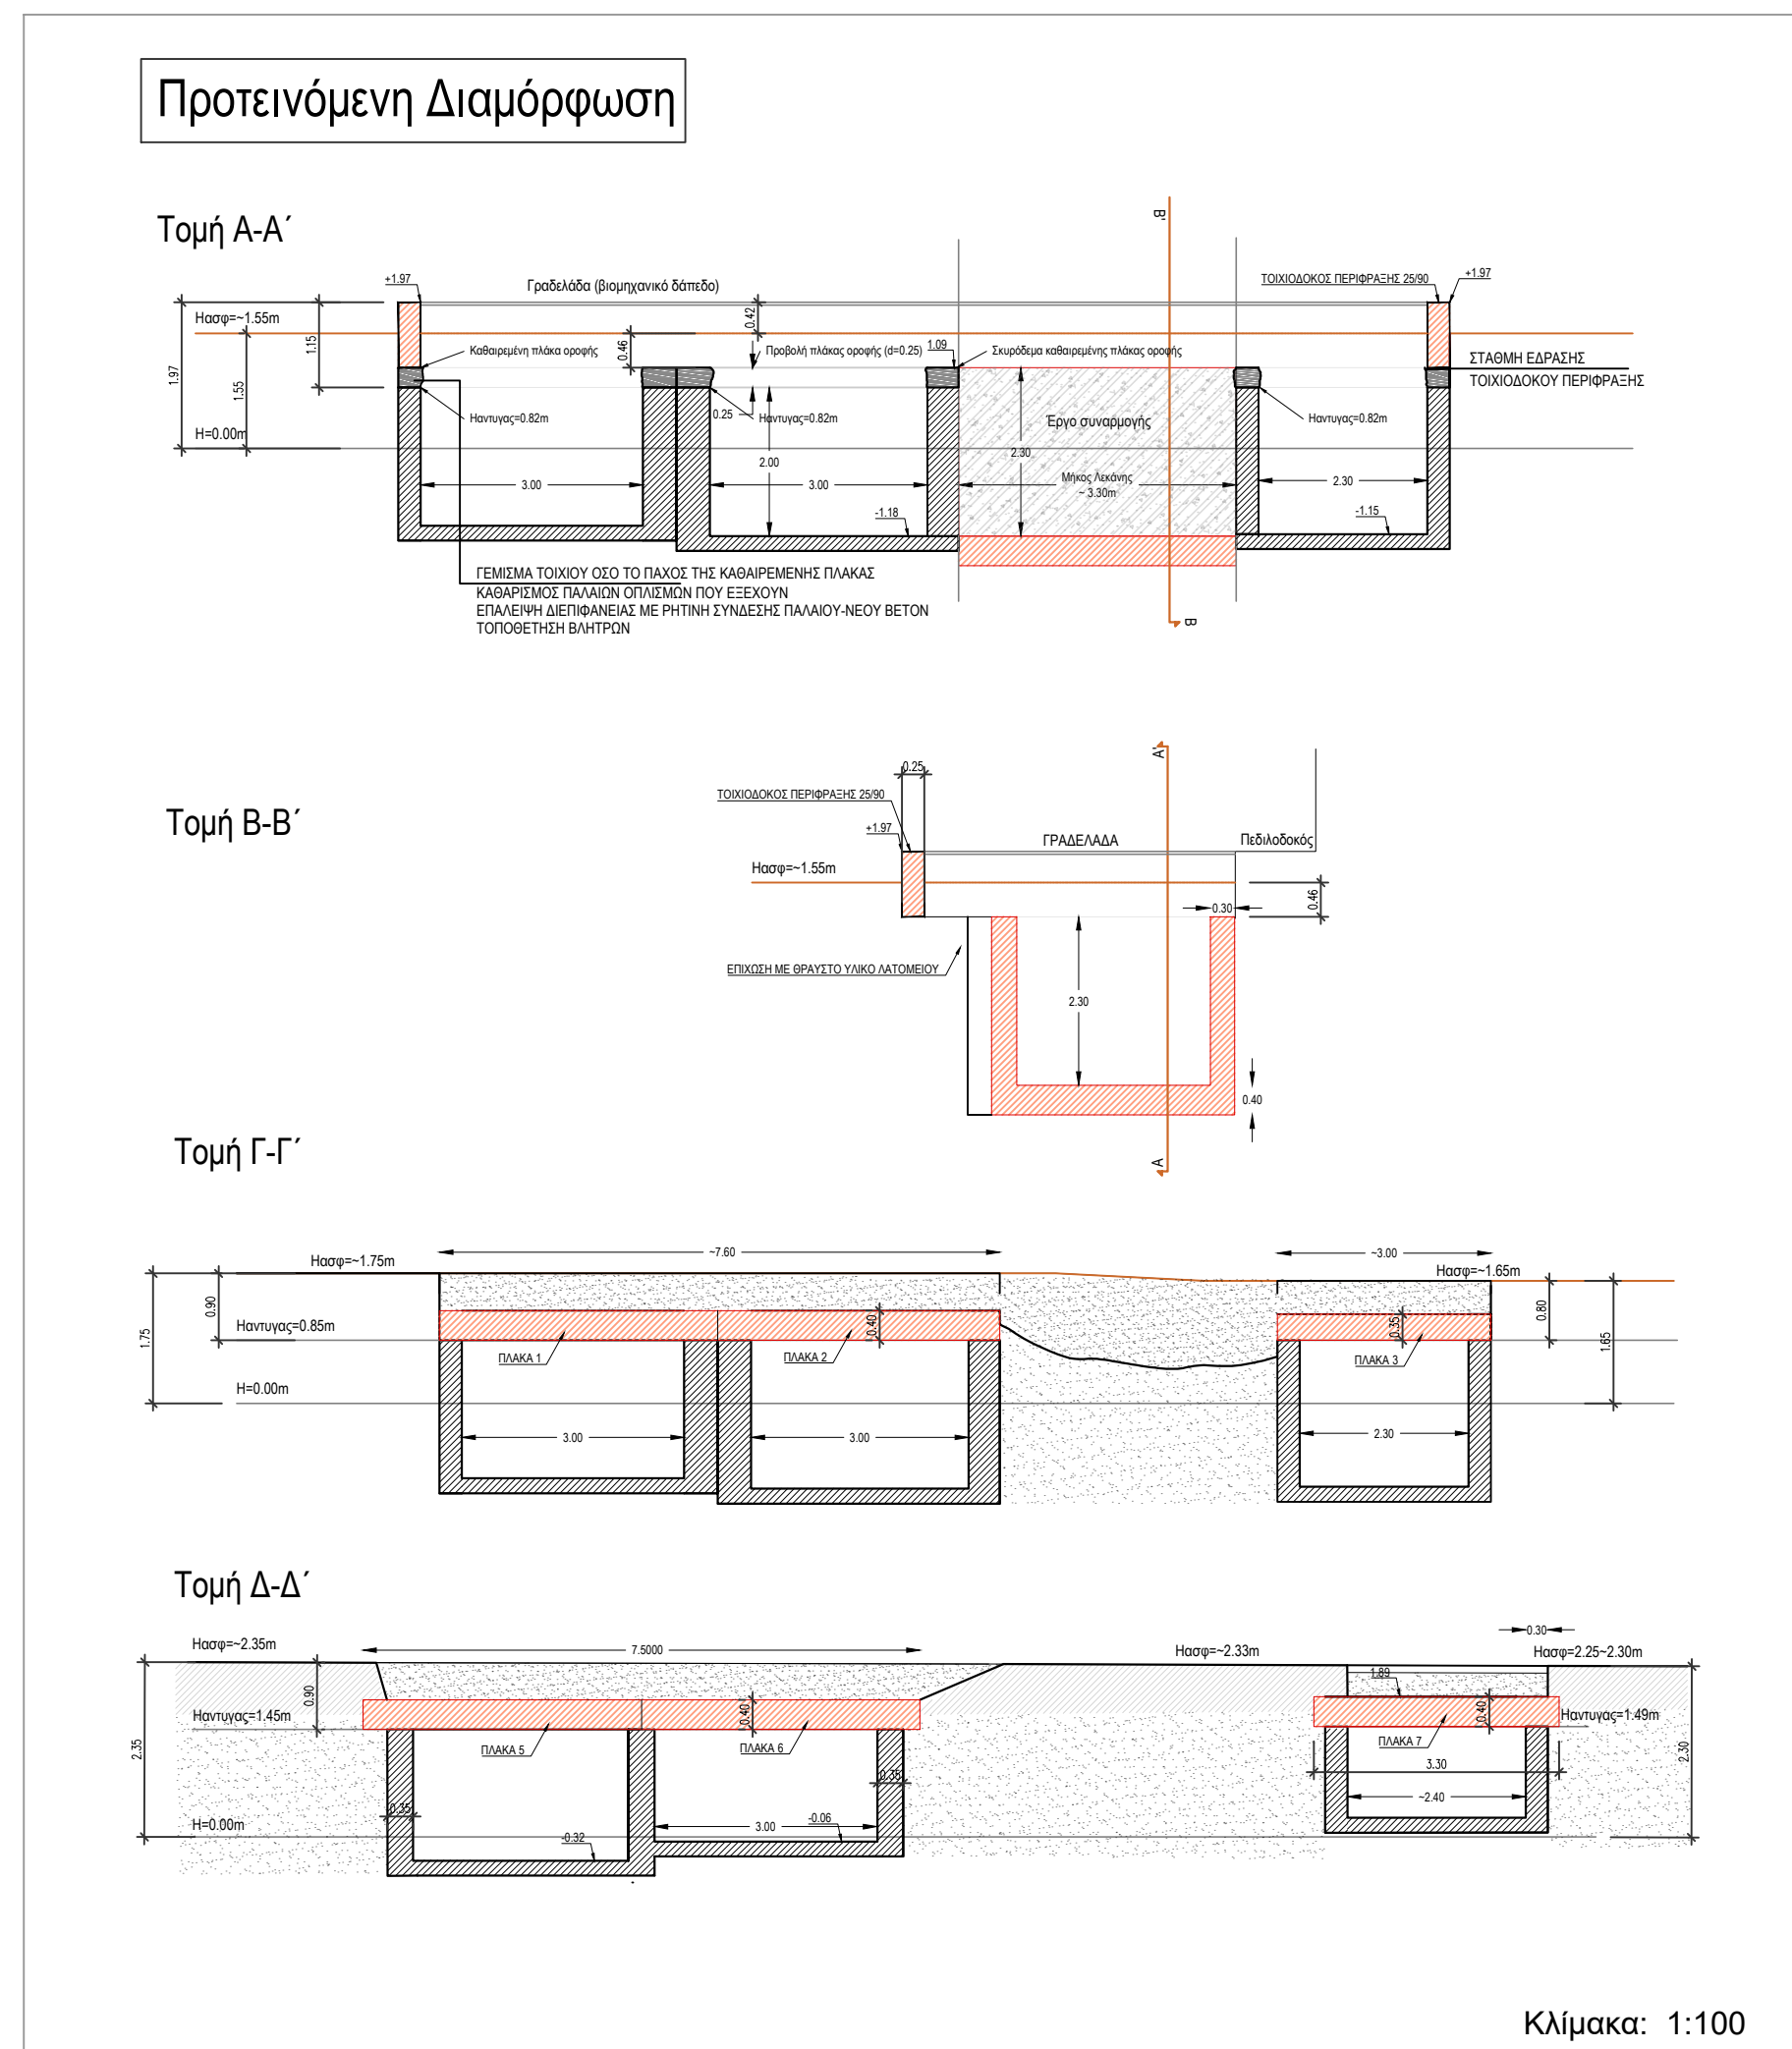 Προτεινόμενη Διαμόρφωση
Τομή Α-Α΄
Β'
+1.97
Γραδελάδα (βιομηχανικό δάπεδο)
ΤΟΙΧΙΟΔΟΚΟΣ ΠΕΡΙΦΡΑΞΗΣ 25/90
+1.97
Hασφ=~1.55m
0.42
1.15
1.97
1.55
0.46
Καθαιρεμένη πλάκα οροφής
Προβολή πλάκας οροφής (d=0.25)
1.09
Σκυρόδεμα καθαιρεμένης πλάκας οροφής
ΣΤΑΘΜΗ ΕΔΡΑΣΗΣ
ΤΟΙΧΙΟΔΟΚΟΥ ΠΕΡΙΦΡΑΞΗΣ
Hαντυγας=0.82m
0.25
Hαντυγας=0.82m
Έργο συναρμογής
Hαντυγας=0.82m
H=0.00m
2.00
2.30
3.00
3.00
Μήκος Λεκάνης
~ 3.30m
2.30
-1.18
-1.15
ΓΕΜΙΣΜΑ ΤΟΙΧΙΟΥ ΟΣΟ ΤΟ ΠΑΧΟΣ ΤΗΣ ΚΑΘΑΙΡΕΜΕΝΗΣ ΠΛΑΚΑΣ
ΚΑΘΑΡΙΣΜΟΣ ΠΑΛΑΙΩΝ ΟΠΛΙΣΜΩΝ ΠΟΥ ΕΞΕΧΟΥΝ
ΕΠΑΛΕΙΨΗ ΔΙΕΠΙΦΑΝΕΙΑΣ ΜΕ ΡΗΤΙΝΗ ΣΥΝΔΕΣΗΣ ΠΑΛΑΙΟΥ-ΝΕΟΥ ΒΕΤΟΝ
ΤΟΠΟΘΕΤΗΣΗ ΒΛΗΤΡΩΝ
Β
Τομή Β-Β΄
Α'
0.25
ΤΟΙΧΙΟΔΟΚΟΣ ΠΕΡΙΦΡΑΞΗΣ 25/90
+1.97
ΓΡΑΔΕΛΑΔΑ
Πεδιλοδοκός
Hασφ=~1.55m
0.46
0.30
ΕΠΙΧΩΣΗ ΜΕ ΘΡΑΥΣΤΟ ΥΛΙΚΟ ΛΑΤΟΜΕΙΟΥ
2.30
0.40
Α
Τομή Γ-Γ΄
~7.60
~3.00
Hασφ=~1.75m
Hασφ=~1.65m
0.90
1.75
0.80
1.65
Hαντυγας=0.85m
0.40
0.35
ΠΛΑΚΑ 1
ΠΛΑΚΑ 2
ΠΛΑΚΑ 3
H=0.00m
3.00
3.00
2.30
Τομή Δ-Δ΄
0.30
Hασφ=~2.35m
7.5000
Hασφ=~2.33m
Hασφ=2.25~2.30m
1.89
0.90
Hαντυγας=1.45m
0.40
0.40
Hαντυγας=1.49m
ΠΛΑΚΑ 5
ΠΛΑΚΑ 6
ΠΛΑΚΑ 7
2.35
2.30
3.30
0.35
0.35
~2.40
H=0.00m
-0.32
3.00
-0.06
Κλίμακα: 1:100